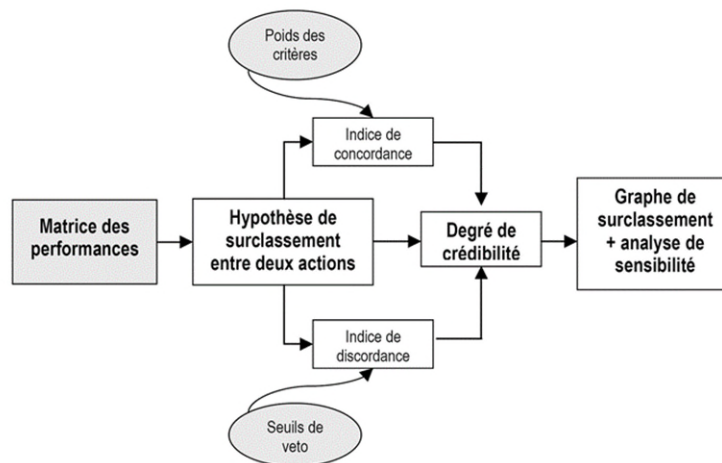 Poids des
critères
Indice de
concordance
Matrice des
performances
Hypothèse de
surclassement
entre deux actions
Degré de
crédibilité
Graphe de
surclassement
+ analyse de
sensibilité
Indice de
discordance
Seuils de
veto